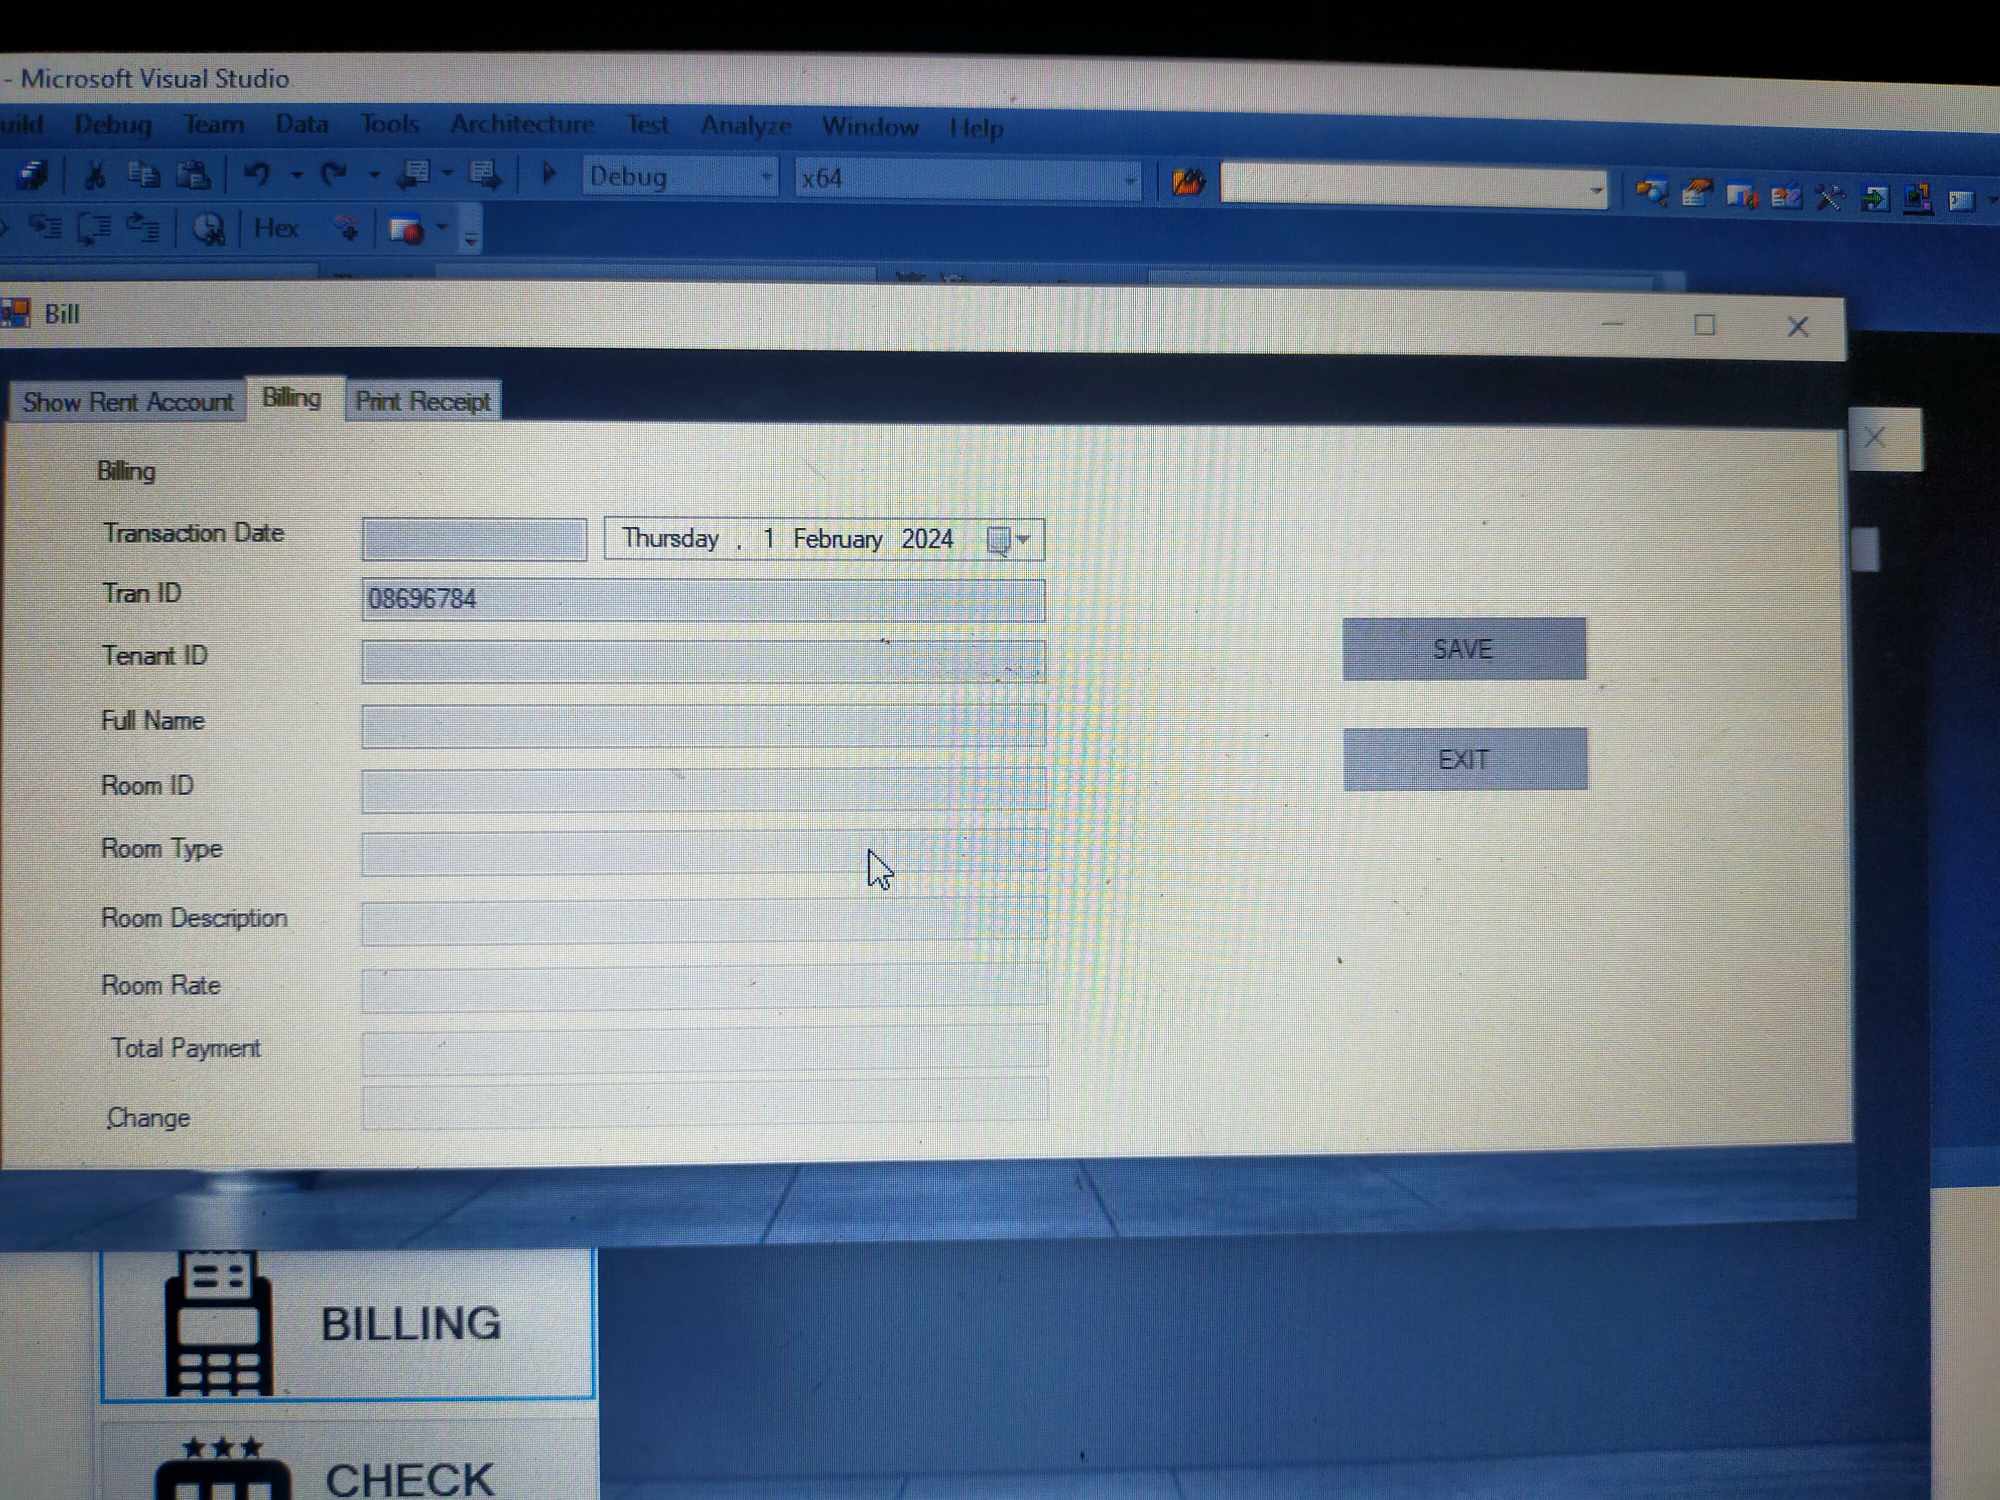 - Microsoft Visual Studio
uild Debug Team Data Tools Architecture Test Analyze Window Help
Debug x64
Hex
Bill
Show Rent Account Billing Print Receipt
Billing
Transaction Date Thursday , 1 February 2024
Tran ID 08696784
Tenant ID
Full Name
Room ID
Room Type
Room Description
Room Rate
Total Payment
Change
SAVE
EXIT
BILLING
CHECK